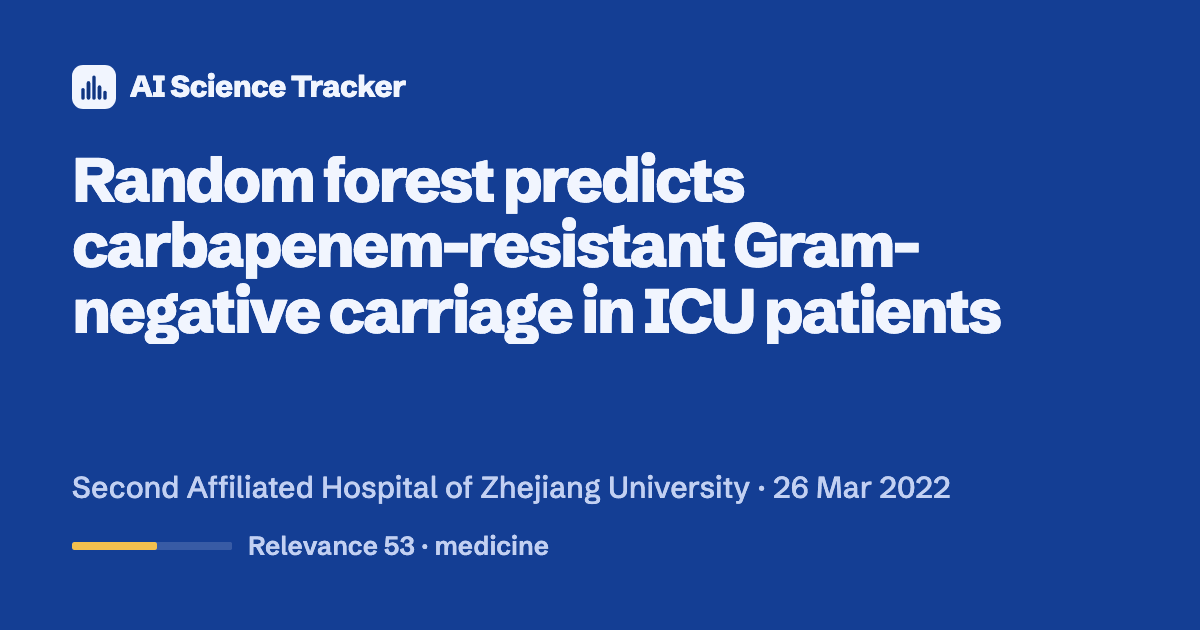 AI Science Tracker
Random forest predicts
carbapenem-resistant Gram-
negative carriage in ICU patients
Second Affiliated Hospital of Zhejiang University · 26 Mar 2022
Relevance 53 · medicine